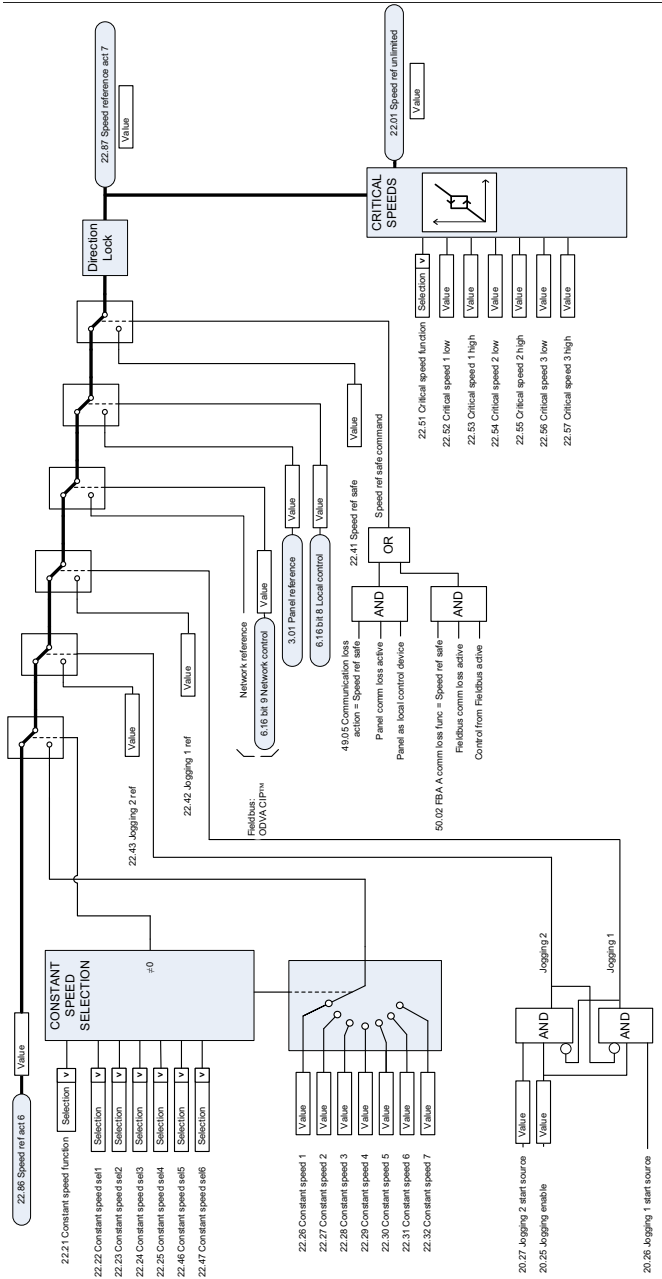 22.86 Speed ref act 6
Value
22.21 Constant speed function
Selection v
22.22 Constant speed sel1
Selection v
22.23 Constant speed sel2
Selection v
22.24 Constant speed sel3
Selection v
22.25 Constant speed sel4
Selection v
22.46 Constant speed sel5
Selection v
22.47 Constant speed sel6
Selection v
CONSTANT
SPEED
SELECTION
≠0
22.26 Constant speed 1
Value
22.27 Constant speed 2
Value
22.28 Constant speed 3
Value
22.29 Constant speed 4
Value
22.30 Constant speed 5
Value
22.31 Constant speed 6
Value
22.32 Constant speed 7
Value
20.27 Jogging 2 start source
Value
20.25 Jogging enable
Value
20.26 Jogging 1 start source
AND
AND
Jogging 2
Jogging 1
22.43 Jogging 2 ref
Value
22.42 Jogging 1 ref
Value
Fieldbus:
ODVA CIP™
Network reference
6.16 bit 9 Network control
Value
3.01 Panel reference
Value
6.16 bit 8 Local control
Value
22.41 Speed ref safe
Value
49.05 Communication loss
action = Speed ref safe
Panel comm loss active
Panel as local control device
AND
50.02 FBA A comm loss func = Speed ref safe
Fieldbus comm loss active
Control from Fieldbus active
AND
OR
Speed ref safe command
Direction
Lock
22.87 Speed reference act 7
Value
22.51 Critical speed function
Selection v
22.52 Critical speed 1 low
Value
22.53 Critical speed 1 high
Value
22.54 Critical speed 2 low
Value
22.55 Critical speed 2 high
Value
22.56 Critical speed 3 low
Value
22.57 Critical speed 3 high
Value
CRITICAL
SPEEDS
22.01 Speed ref unlimited
Value